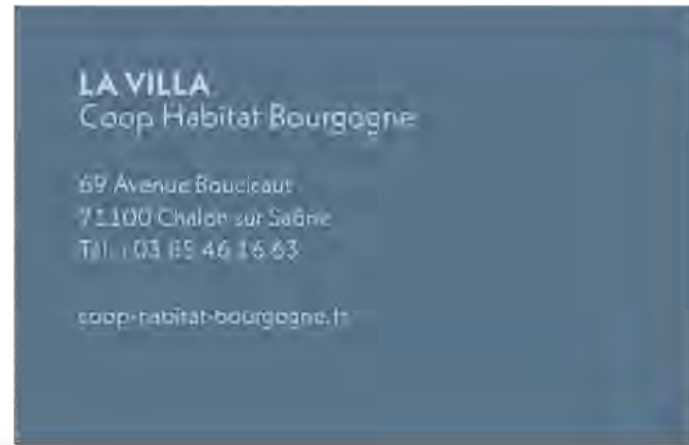 LA VILLA
Coop Habitat Bourgogne
69 Avenue Boucicaut
71100 Chalon sur Saône
Tél. : 03 85 46 16 63
coop-habitat-bourgogne.fr